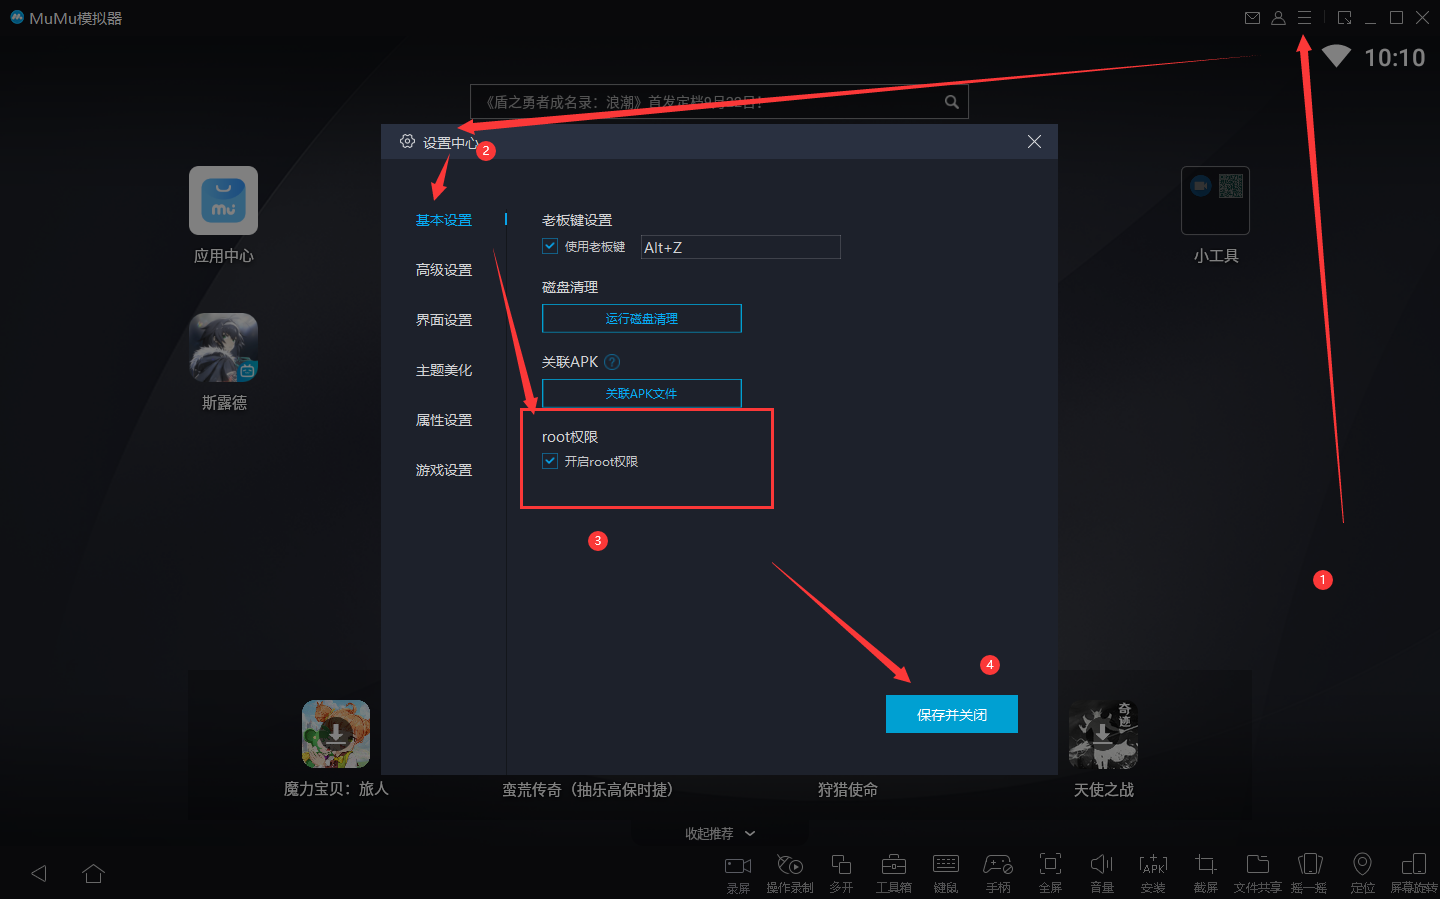 MuMu模拟器
10:10
《盾之勇者成名录：浪潮》首发定档9月22日！
设置中心
2
基本设置
高级设置
界面设置
主题美化
属性设置
游戏设置
老板键设置
使用老板键
Alt+Z
磁盘清理
运行磁盘清理
关联APK ?
关联APK文件
root权限
开启root权限
3
1
4
保存并关闭
mu
应用中心
小工具
斯露德
奇迹
魔力宝贝：旅人
蛮荒传奇（抽乐高保时捷）
狩猎使命
天使之战
收起推荐
录屏
操作录制
多开
工具箱
键鼠
手柄
全屏
音量
APK
安装
截屏
文件共享
摇一摇
定位
屏幕旋转